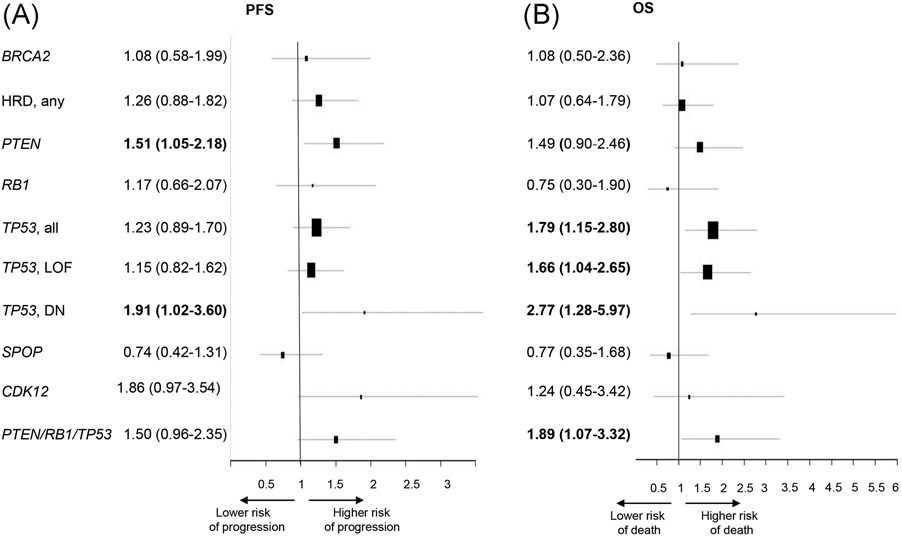 (A) PFS
BRCA2 1.08 (0.58-1.99)
HRD, any 1.26 (0.88-1.82)
PTEN 1.51 (1.05-2.18)
RB1 1.17 (0.66-2.07)
TP53, all 1.23 (0.89-1.70)
TP53, LOF 1.15 (0.82-1.62)
TP53, DN 1.91 (1.02-3.60)
SPOP 0.74 (0.42-1.31)
CDK12 1.86 (0.97-3.54)
PTEN/RB1/TP53 1.50 (0.96-2.35)
0.5 1 1.5 2 2.5 3
Lower risk
of progression
Higher risk
of progression
(B) OS
1.08 (0.50-2.36)
1.07 (0.64-1.79)
1.49 (0.90-2.46)
0.75 (0.30-1.90)
1.79 (1.15-2.80)
1.66 (1.04-2.65)
2.77 (1.28-5.97)
0.77 (0.35-1.68)
1.24 (0.45-3.42)
1.89 (1.07-3.32)
0.5 1 1.5 2 2.5 3 3.5 4 4.5 5 5.5 6
Lower risk
of death
Higher risk
of death